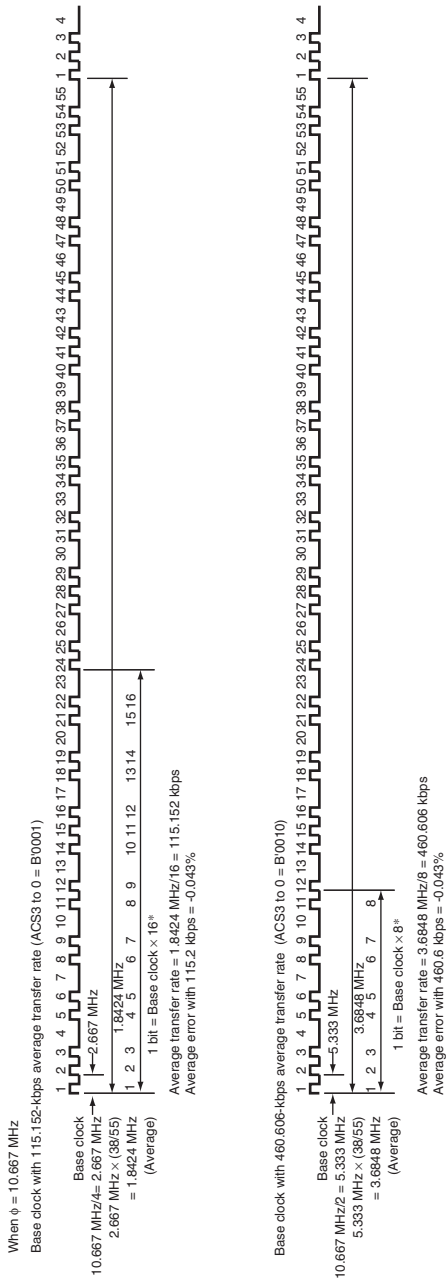 When ϕ = 10.667 MHz
Base clock with 115.152-kbps average transfer rate (ACS3 to 0 = B'0001)
1 2 3 4 5 6 7 8 9 10 11 12 13 14 15 16 17 18 19 20 21 22 23 24 25 26 27 28 29 30 31 32 33 34 35 36 37 38 39 40 41 42 43 44 45 46 47 48 49 50 51 52 53 54 55 1 2 3 4
Base clock
10.667 MHz/4= 2.667 MHz
2.667 MHz
2.667 MHz × (38/55)
= 1.8424 MHz
(Average)
1.8424 MHz
1 2 3 4 5 6 7 8 9 10 11 12 13 14 15 16
1 bit = Base clock × 16*
Average transfer rate = 1.8424 MHz/16 = 115.152 kbps
Average error with 115.2 kbps = -0.043%
Base clock with 460.606-kbps average transfer rate (ACS3 to 0 = B'0010)
1 2 3 4 5 6 7 8 9 10 11 12 13 14 15 16 17 18 19 20 21 22 23 24 25 26 27 28 29 30 31 32 33 34 35 36 37 38 39 40 41 42 43 44 45 46 47 48 49 50 51 52 53 54 55 1 2 3 4
Base clock
10.667 MHz/2 = 5.333 MHz
5.333 MHz
5.333 MHz × (38/55)
= 3.6848 MHz
(Average)
3.6848 MHz
1 2 3 4 5 6 7 8
1 bit = Base clock × 8*
Average transfer rate = 3.6848 MHz/8 = 460.606 kbps
Average error with 460.6 kbps = -0.043%